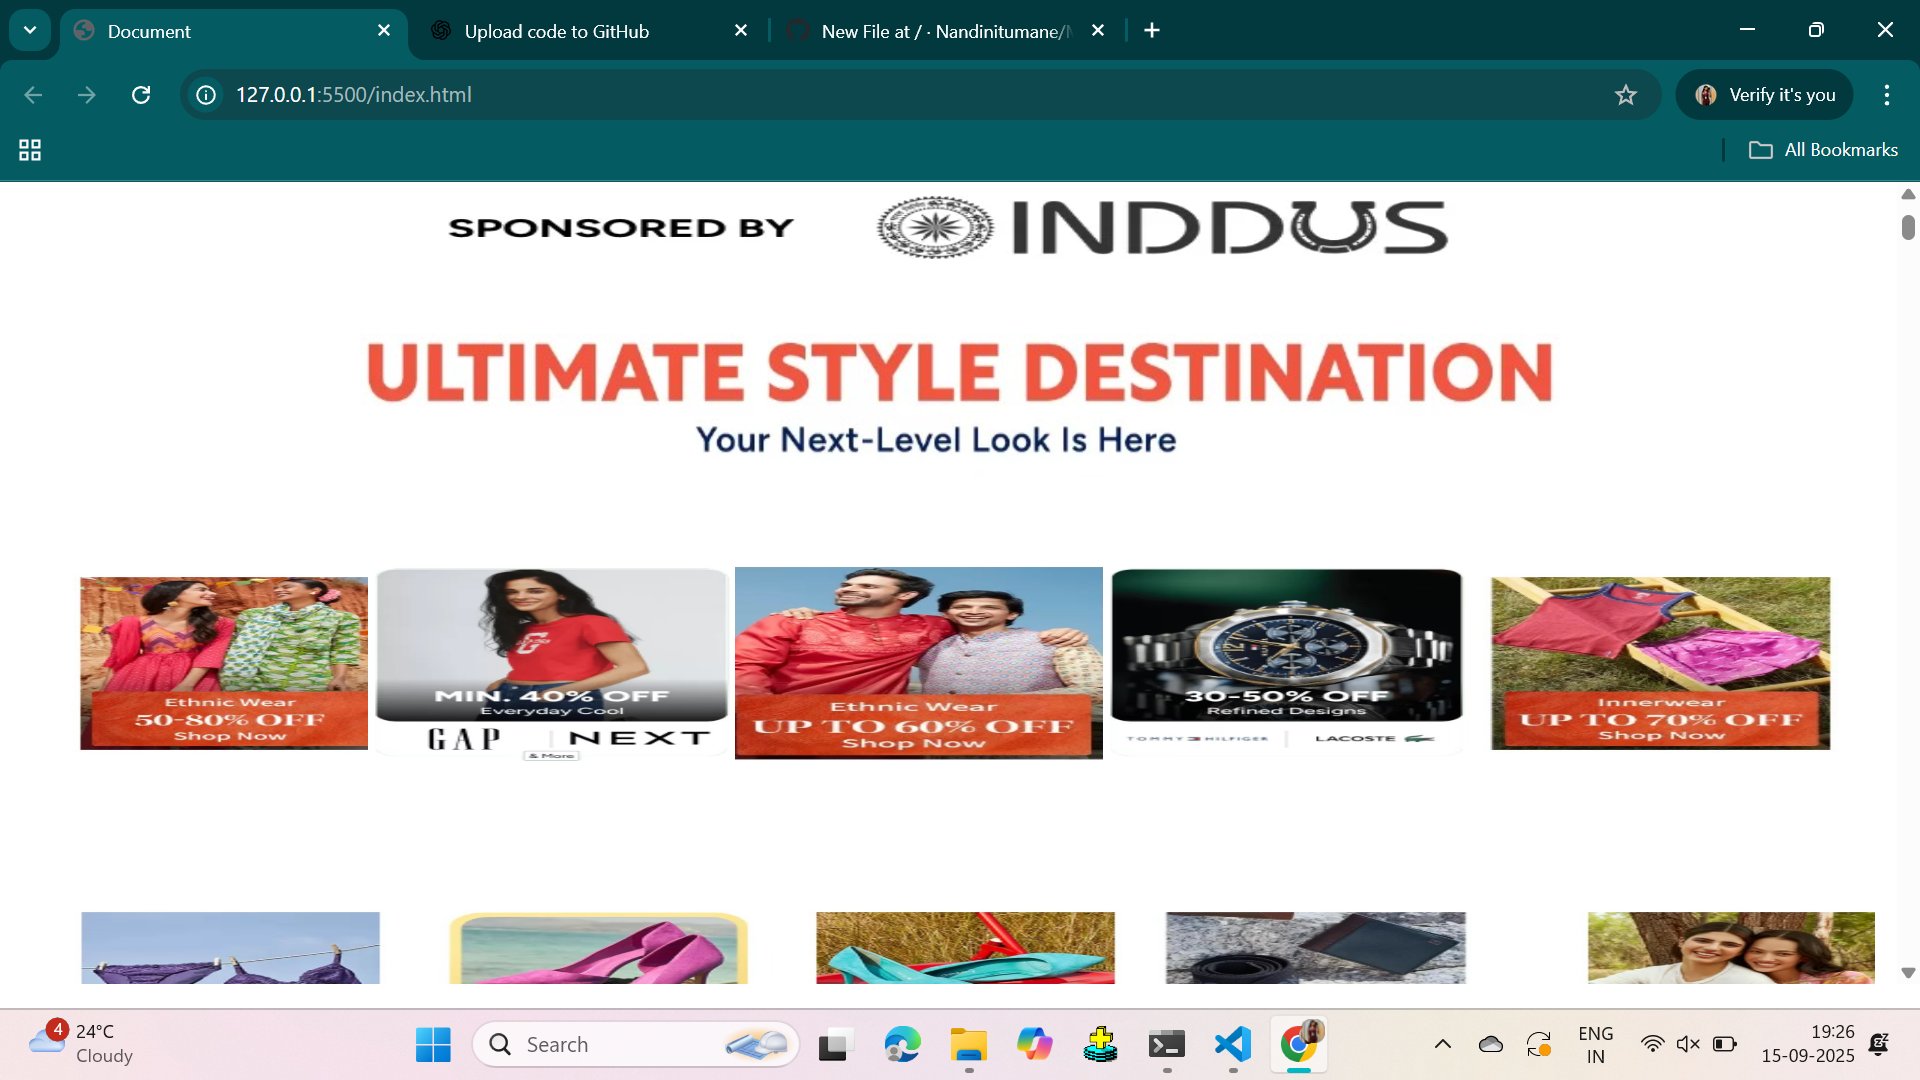 Document
Upload code to GitHub
New File at / · Nandinitumane/
127.0.0.1:5500/index.html
Verify it's you
All Bookmarks
SPONSORED BY
INDDUS
ULTIMATE STYLE DESTINATION
Your Next-Level Look Is Here
Ethnic Wear
50-80% OFF
Shop Now
MIN. 40% OFF
Everyday Cool
GAP | NEXT
& More
Ethnic Wear
UP TO 60% OFF
Shop Now
30-50% OFF
Refined Designs
TOMMY HILFIGER | LACOSTE
Innerwear
UP TO 70% OFF
Shop Now
4
24°C
Cloudy
Search
ENG
IN
19:26
15-09-2025